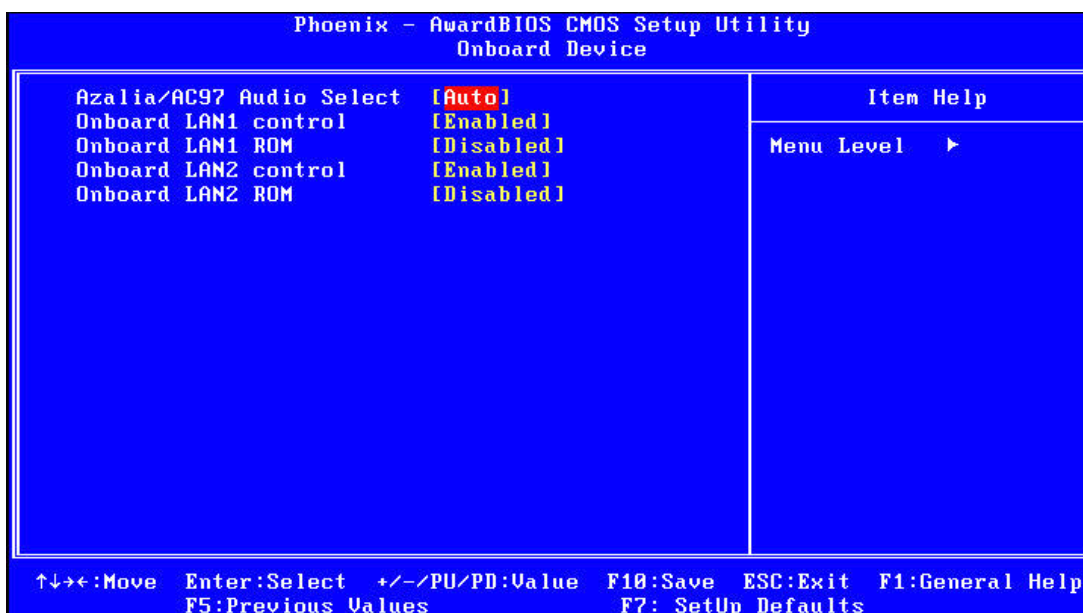 Phoenix - AwardBIOS CMOS Setup Utility
Onboard Device
Azalia/AC97 Audio Select [Auto]
Onboard LAN1 control [Enabled]
Onboard LAN1 ROM [Disabled]
Onboard LAN2 control [Enabled]
Onboard LAN2 ROM [Disabled]
Item Help
Menu Level ►
↑↓→←:Move Enter:Select +/-/PU/PD:Value F10:Save ESC:Exit F1:General Help
F5:Previous Values F7: SetUp Defaults